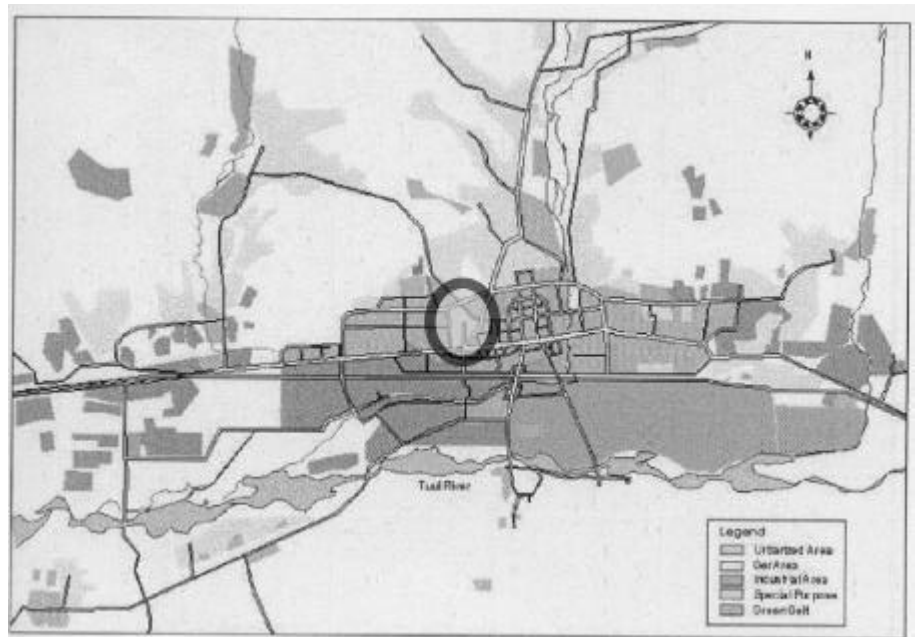 N
Tuul River
Legend
Urbanized Area
Ger Area
Industrial Area
Special Purpose
Green Belt